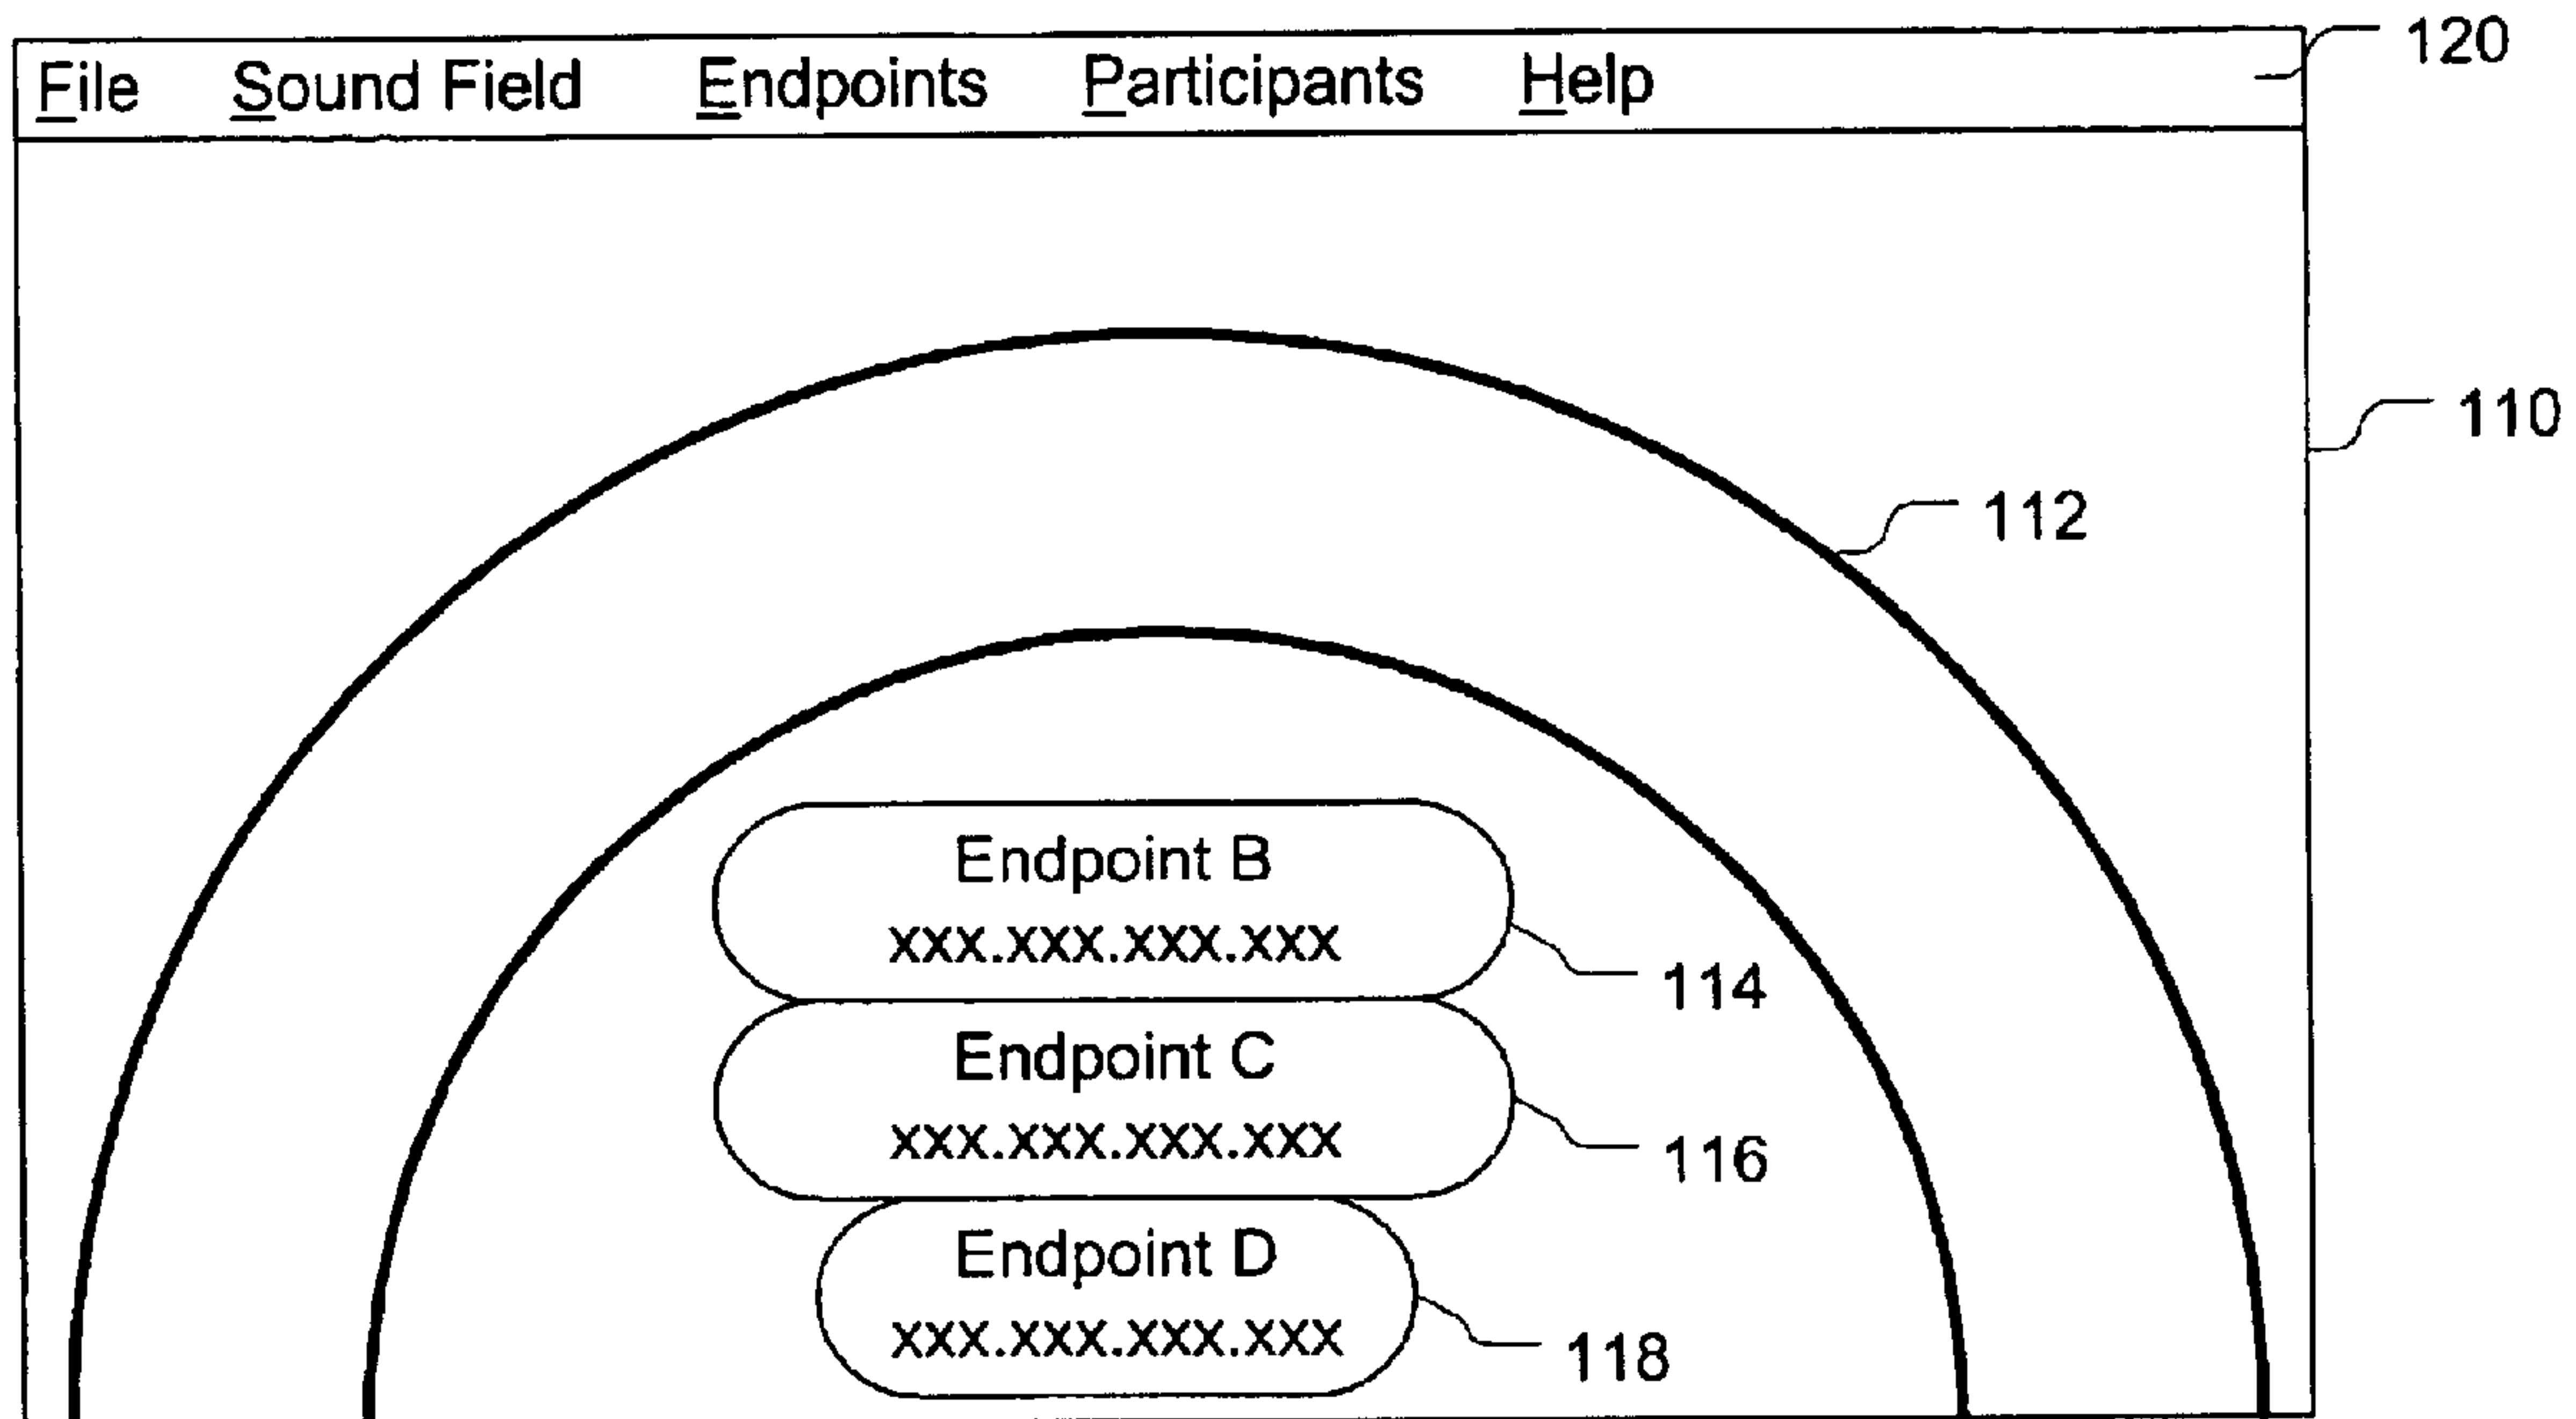 File Sound Field Endpoints Participants Help
120
110
112
Endpoint B
xxx.xxx.xxx.xxx
114
Endpoint C
xxx.xxx.xxx.xxx
116
Endpoint D
xxx.xxx.xxx.xxx
118